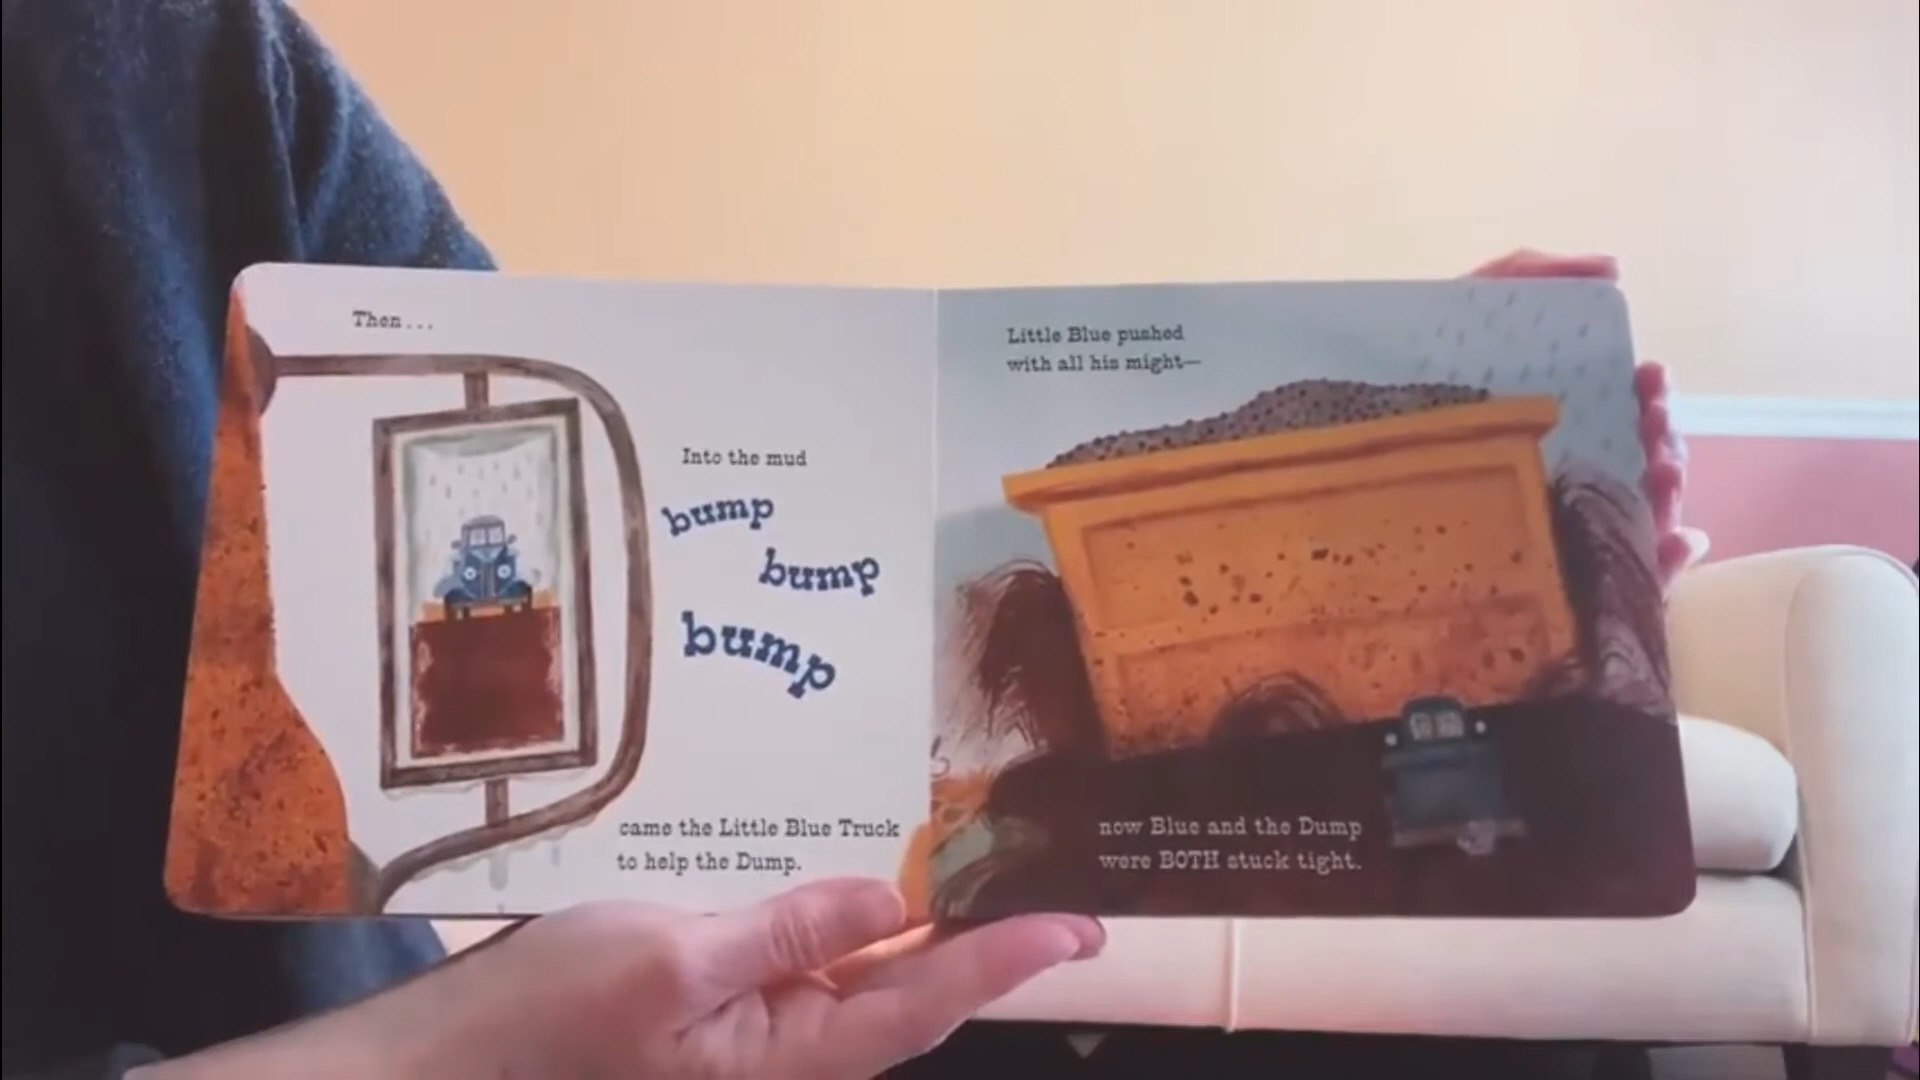 Then...
Into the mud
bump
bump
bump
came the Little Blue Truck
to help the Dump.
Little Blue pushed
with all his might—
now Blue and the Dump
were BOTH stuck tight.